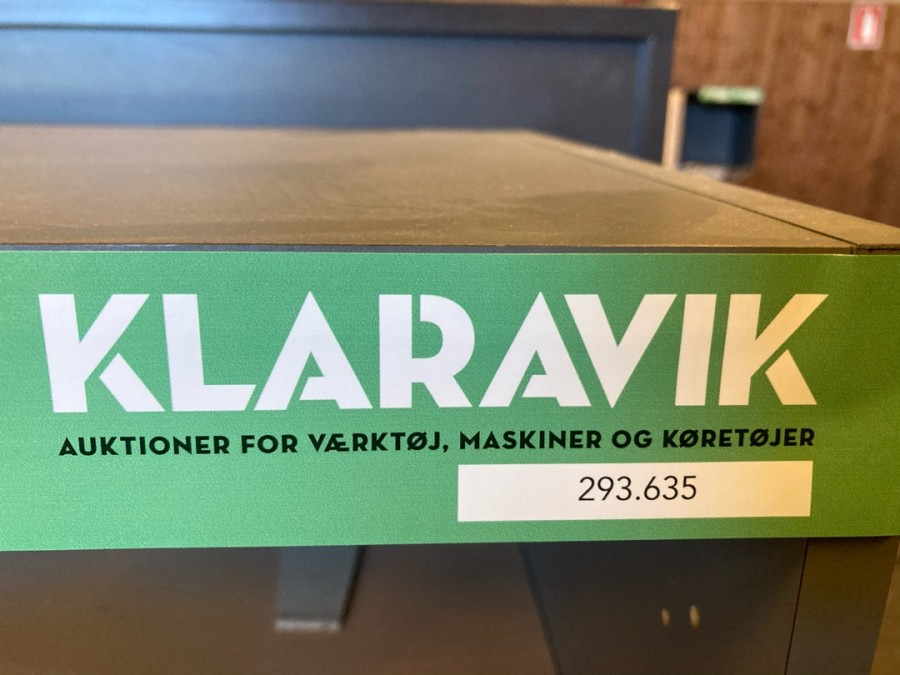 KLARAVIK
AUKTIONER FOR VÆRKTØJ, MASKINER OG KØRETØJER
293.635